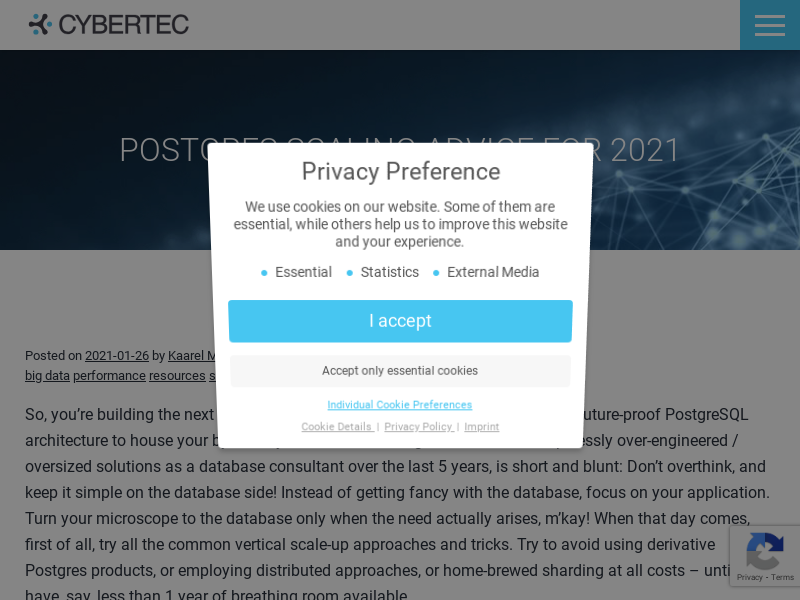 CYBERTEC
POSTGRES SCALING ADVICE FOR 2021
Privacy Preference
We use cookies on our website. Some of them are
essential, while others help us to improve this website
and your experience.
Essential
Statistics
External Media
I accept
Accept only essential cookies
Individual Cookie Preferences
Cookie Details | Privacy Policy | Imprint
Posted on 2021-01-26 by Kaarel
big data performance resources
So, you’re building the next
uture-proof PostgreSQL
architecture to house your
essly over-engineered /
oversized solutions as a database consultant over the last 5 years, is short and blunt: Don’t overthink, and
keep it simple on the database side! Instead of getting fancy with the database, focus on your application.
Turn your microscope to the database only when the need actually arises, m’kay! When that day comes,
first of all, try all the common vertical scale-up approaches and tricks. Try to avoid using derivative
Postgres products, or employing distributed approaches, or home-brewed sharding at all costs – unti
have, say, less than 1 year of breathing room available.
Privacy - Terms